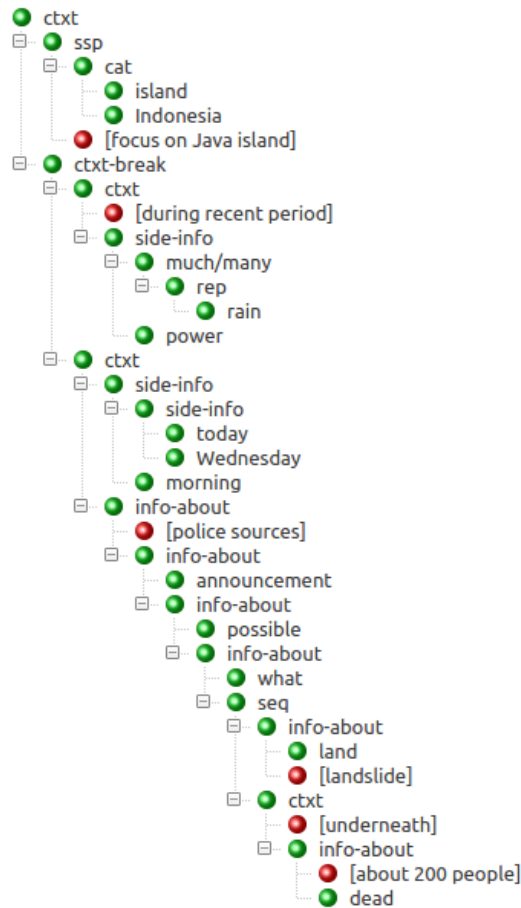 ctxt
ssp
cat
island
Indonesia
[focus on Java island]
ctxt-break
ctxt
[during recent period]
side-info
much/many
rep
rain
power
ctxt
side-info
side-info
today
Wednesday
morning
info-about
[police sources]
info-about
announcement
info-about
possible
info-about
what
seq
info-about
land
[landslide]
ctxt
[underneath]
info-about
[about 200 people]
dead